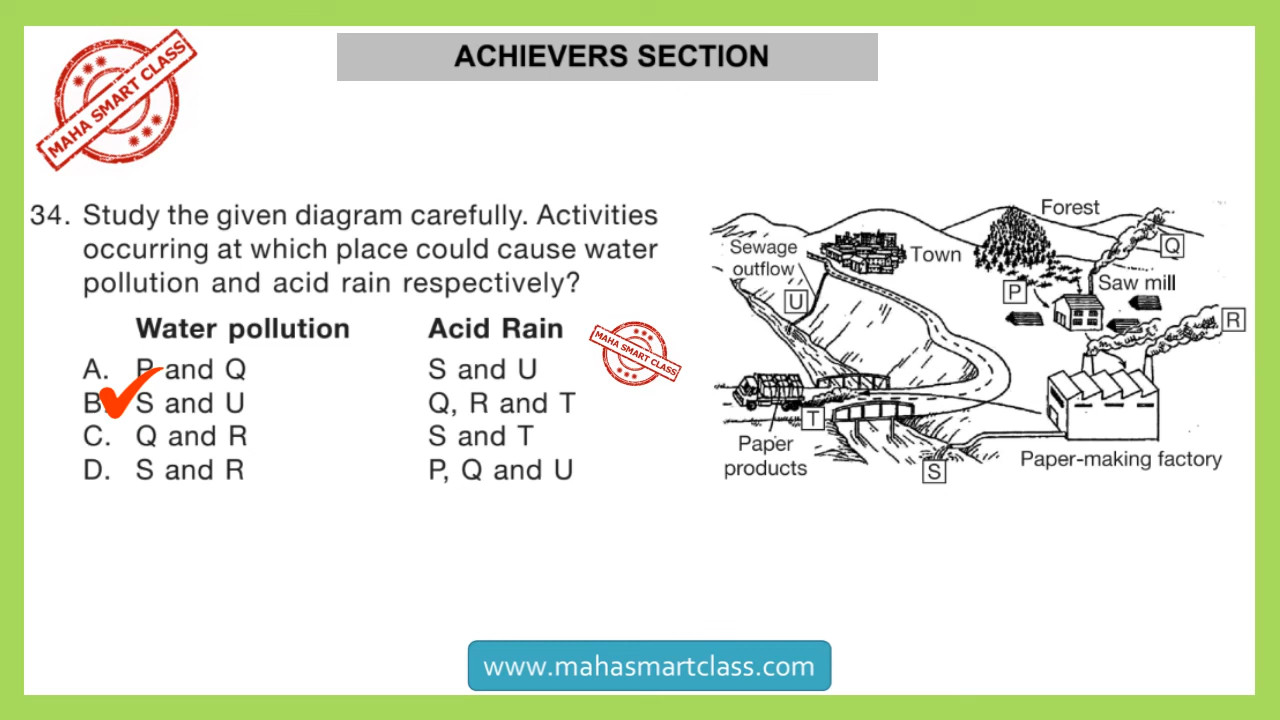 ACHIEVERS SECTION
MAHA SMART CLASS
34. Study the given diagram carefully. Activities
occurring at which place could cause water
pollution and acid rain respectively?
Water pollution Acid Rain
A. P and Q S and U
B. S and U Q, R and T
C. Q and R S and T
D. S and R P, Q and U
MAHA SMART CLASS
Forest
Q
Sewage
outflow
Town
U
P
Saw mill
R
T
Paper
products
S
Paper-making factory
www.mahasmartclass.com